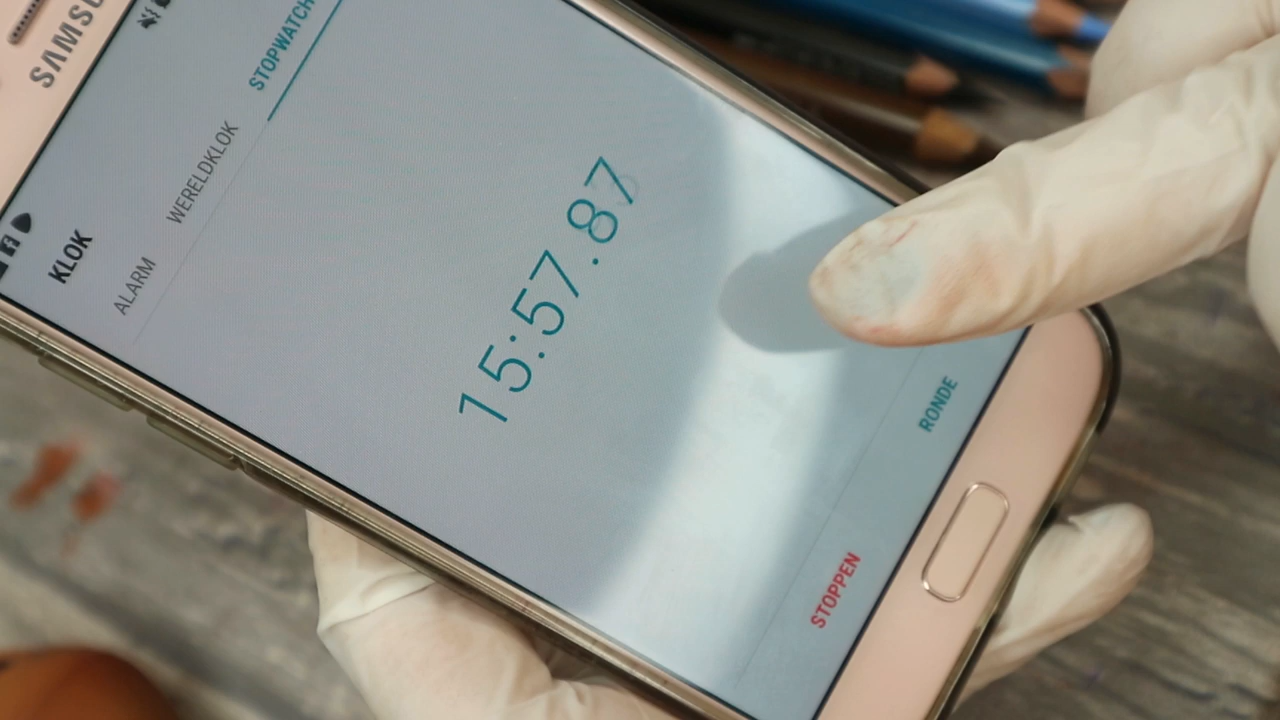 SAMSU
KLOK
ALARM
WERELDKLOK
STOPWATCH
15:57.87
STOPPEN
RONDE